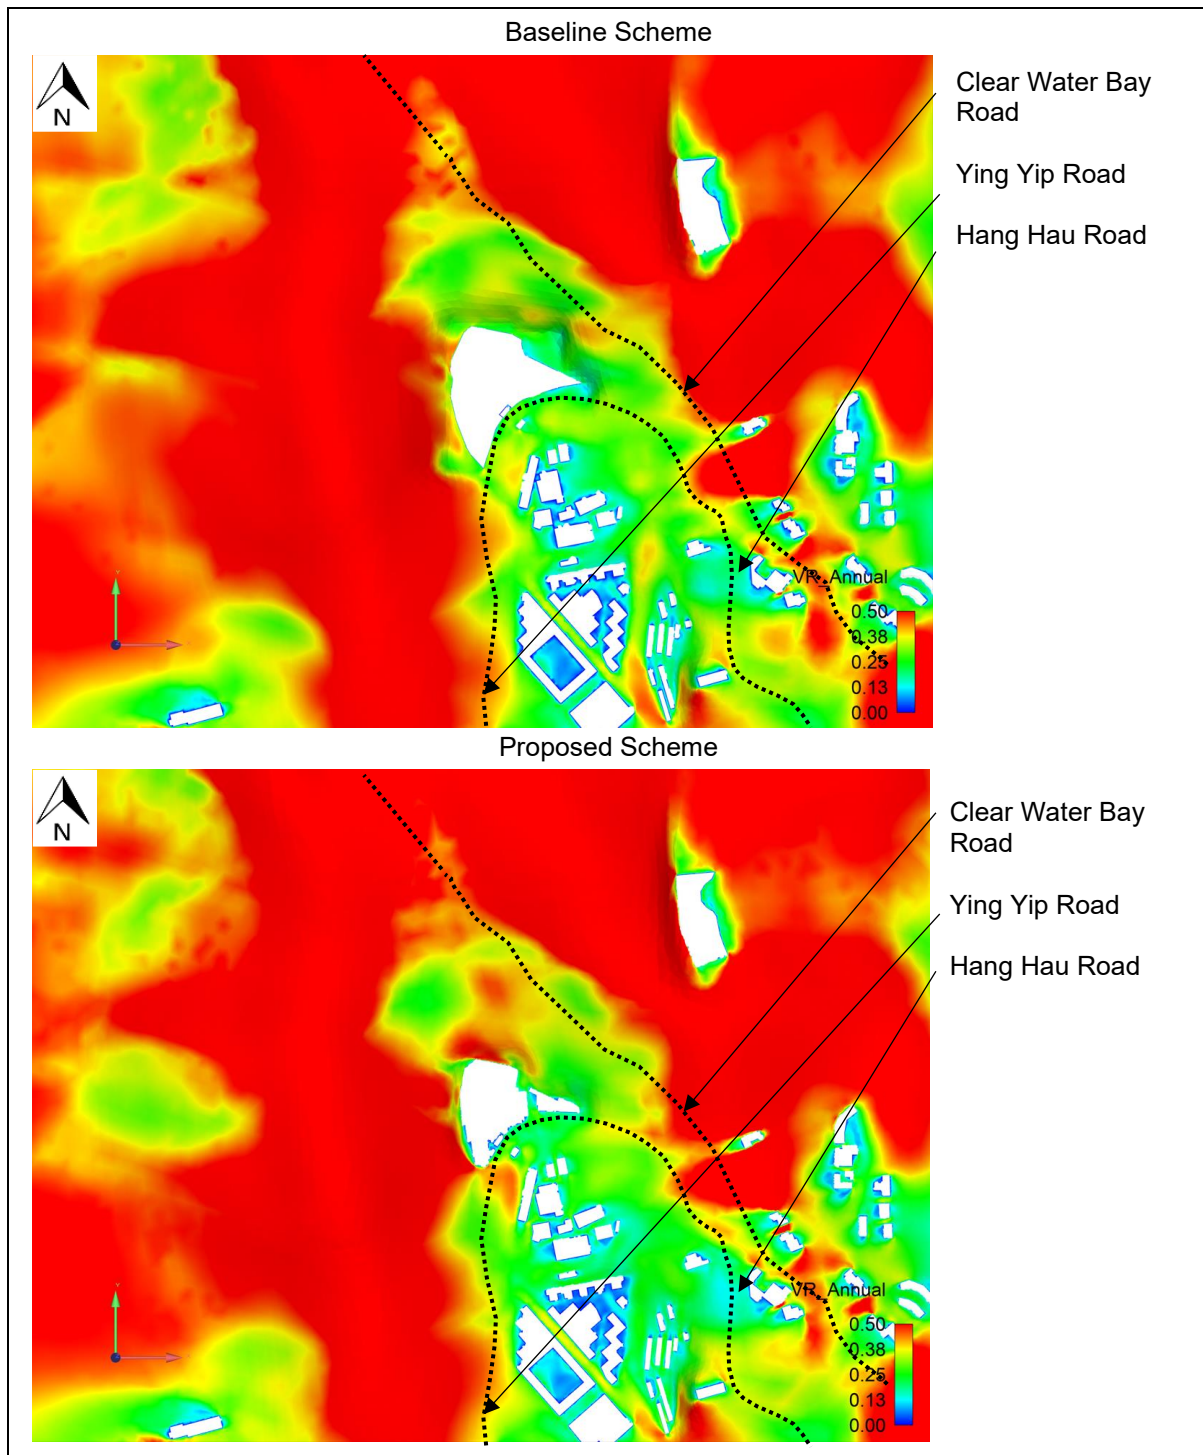 Baseline Scheme
N
Clear Water Bay
Road
Ying Yip Road
Hang Hau Road
VR_Annual
0.50
0.38
0.25
0.13
0.00
Proposed Scheme
N
Clear Water Bay
Road
Ying Yip Road
Hang Hau Road
VR_Annual
0.50
0.38
0.25
0.13
0.00